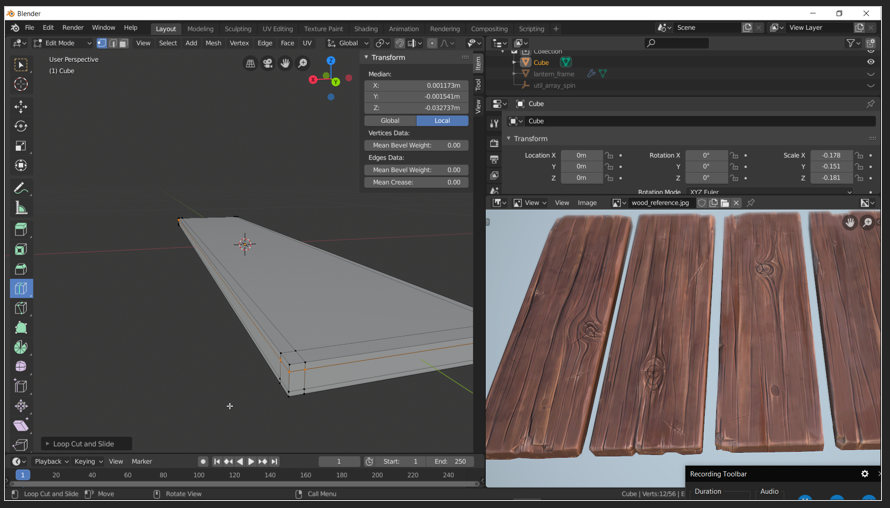 Blender
File Edit Render Window Help Layout Modeling Sculpting UV Editing Texture Paint Shading Animation Rendering Compositing Scripting Scene View Layer
Edit Mode View Select Add Mesh Vertex Edge Face UV Global
User Perspective
(1) Cube
Transform
Median:
X: 0.001173m
Y: -0.001541m
Z: -0.032737m
Global Local
Vertices Data:
Mean Bevel Weight: 0.00
Edges Data:
Mean Bevel Weight: 0.00
Mean Crease: 0.00
Item
Tool
View
X
Y
Z
Collection
Cube
lantern_frame
util_array_spin
Cube
Cube
Transform
Location X 0m Rotation X 0° Scale X -0.178
Y 0m Y 0° Y -0.151
Z 0m Z 0° Z -0.181
Rotation Mode XYZ Euler
View View Image wood_reference.jpg
Loop Cut and Slide
Playback Keying View Marker 1 Start: 1 End: 250
1 20 40 60 80 100 120 140 160 180 200 220 240
Loop Cut and Slide Move Rotate View Call Menu Cube | Verts:12/56 | E
Recording Toolbar
Duration Audio